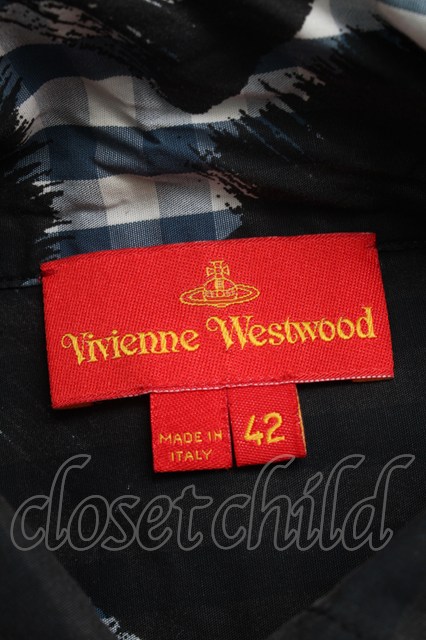 Vivienne Westwood
MADE IN
ITALY
42
closetchild